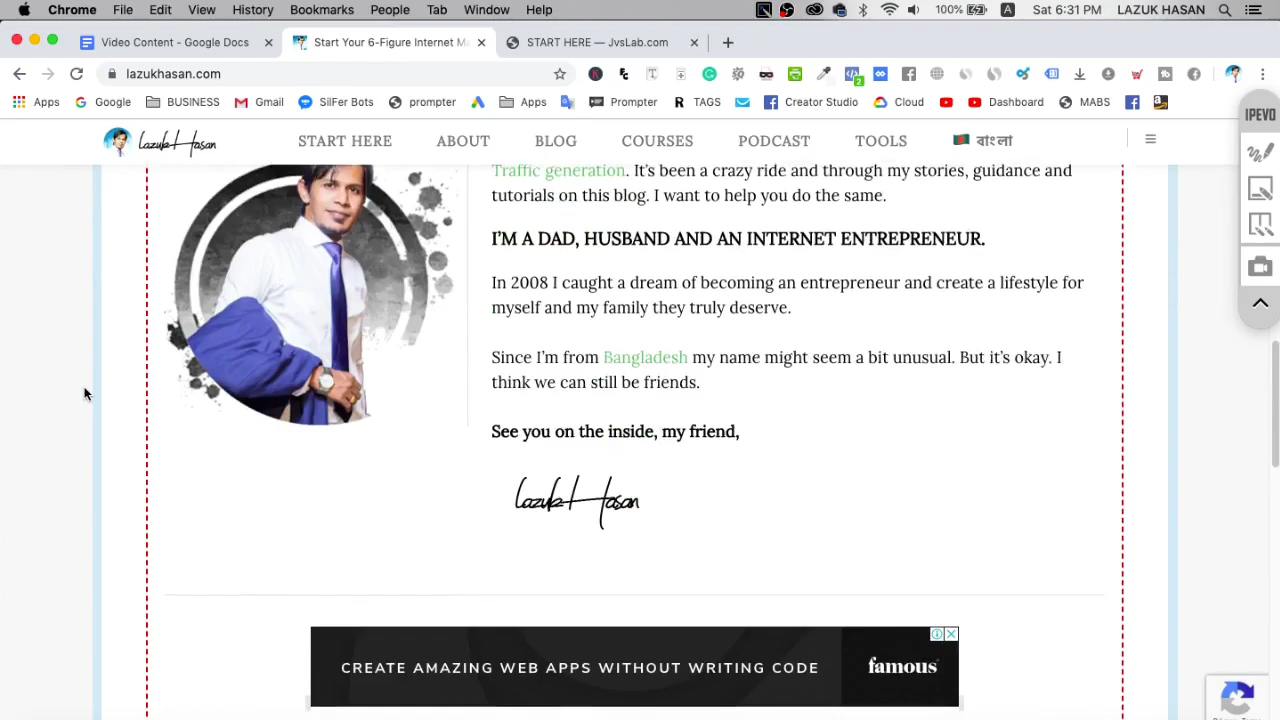 Chrome File Edit View History Bookmarks People Tab Window Help 100% A Sat 6:31 PM LAZUK HASAN
Video Content - Google Docs Start Your 6-Figure Internet Ma START HERE — JvsLab.com
lazukhasan.com
Apps Google BUSINESS Gmail SilFer Bots prompter Apps Prompter R TAGS Creator Studio Cloud Dashboard MABS
IPEVO
Lazuk Hasan START HERE ABOUT BLOG COURSES PODCAST TOOLS বাংলা
Traffic generation. It's been a crazy ride and through my stories, guidance and
tutorials on this blog. I want to help you do the same.
I'M A DAD, HUSBAND AND AN INTERNET ENTREPRENEUR.
In 2008 I caught a dream of becoming an entrepreneur and create a lifestyle for
myself and my family they truly deserve.
Since I'm from Bangladesh my name might seem a bit unusual. But it's okay. I
think we can still be friends.
See you on the inside, my friend,
Lazuk Hasan
CREATE AMAZING WEB APPS WITHOUT WRITING CODE famous